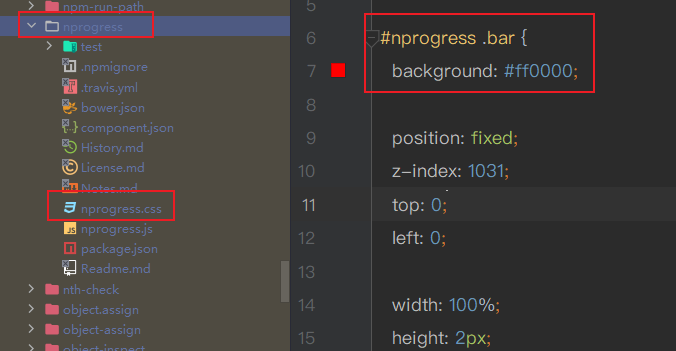 npm-run-path
nprogress
test
.npmignore
.travis.yml
bower.json
component.json
History.md
License.md
Notes.md
nprogress.css
nprogress.js
package.json
Readme.md
nth-check
object.assign
object-assign
object-inspect
5
6 #nprogress .bar {
7 background: #ff0000;
8
9 position: fixed;
10 z-index: 1031;
11 top: 0;
12 left: 0;
13
14 width: 100%;
15 height: 2px;